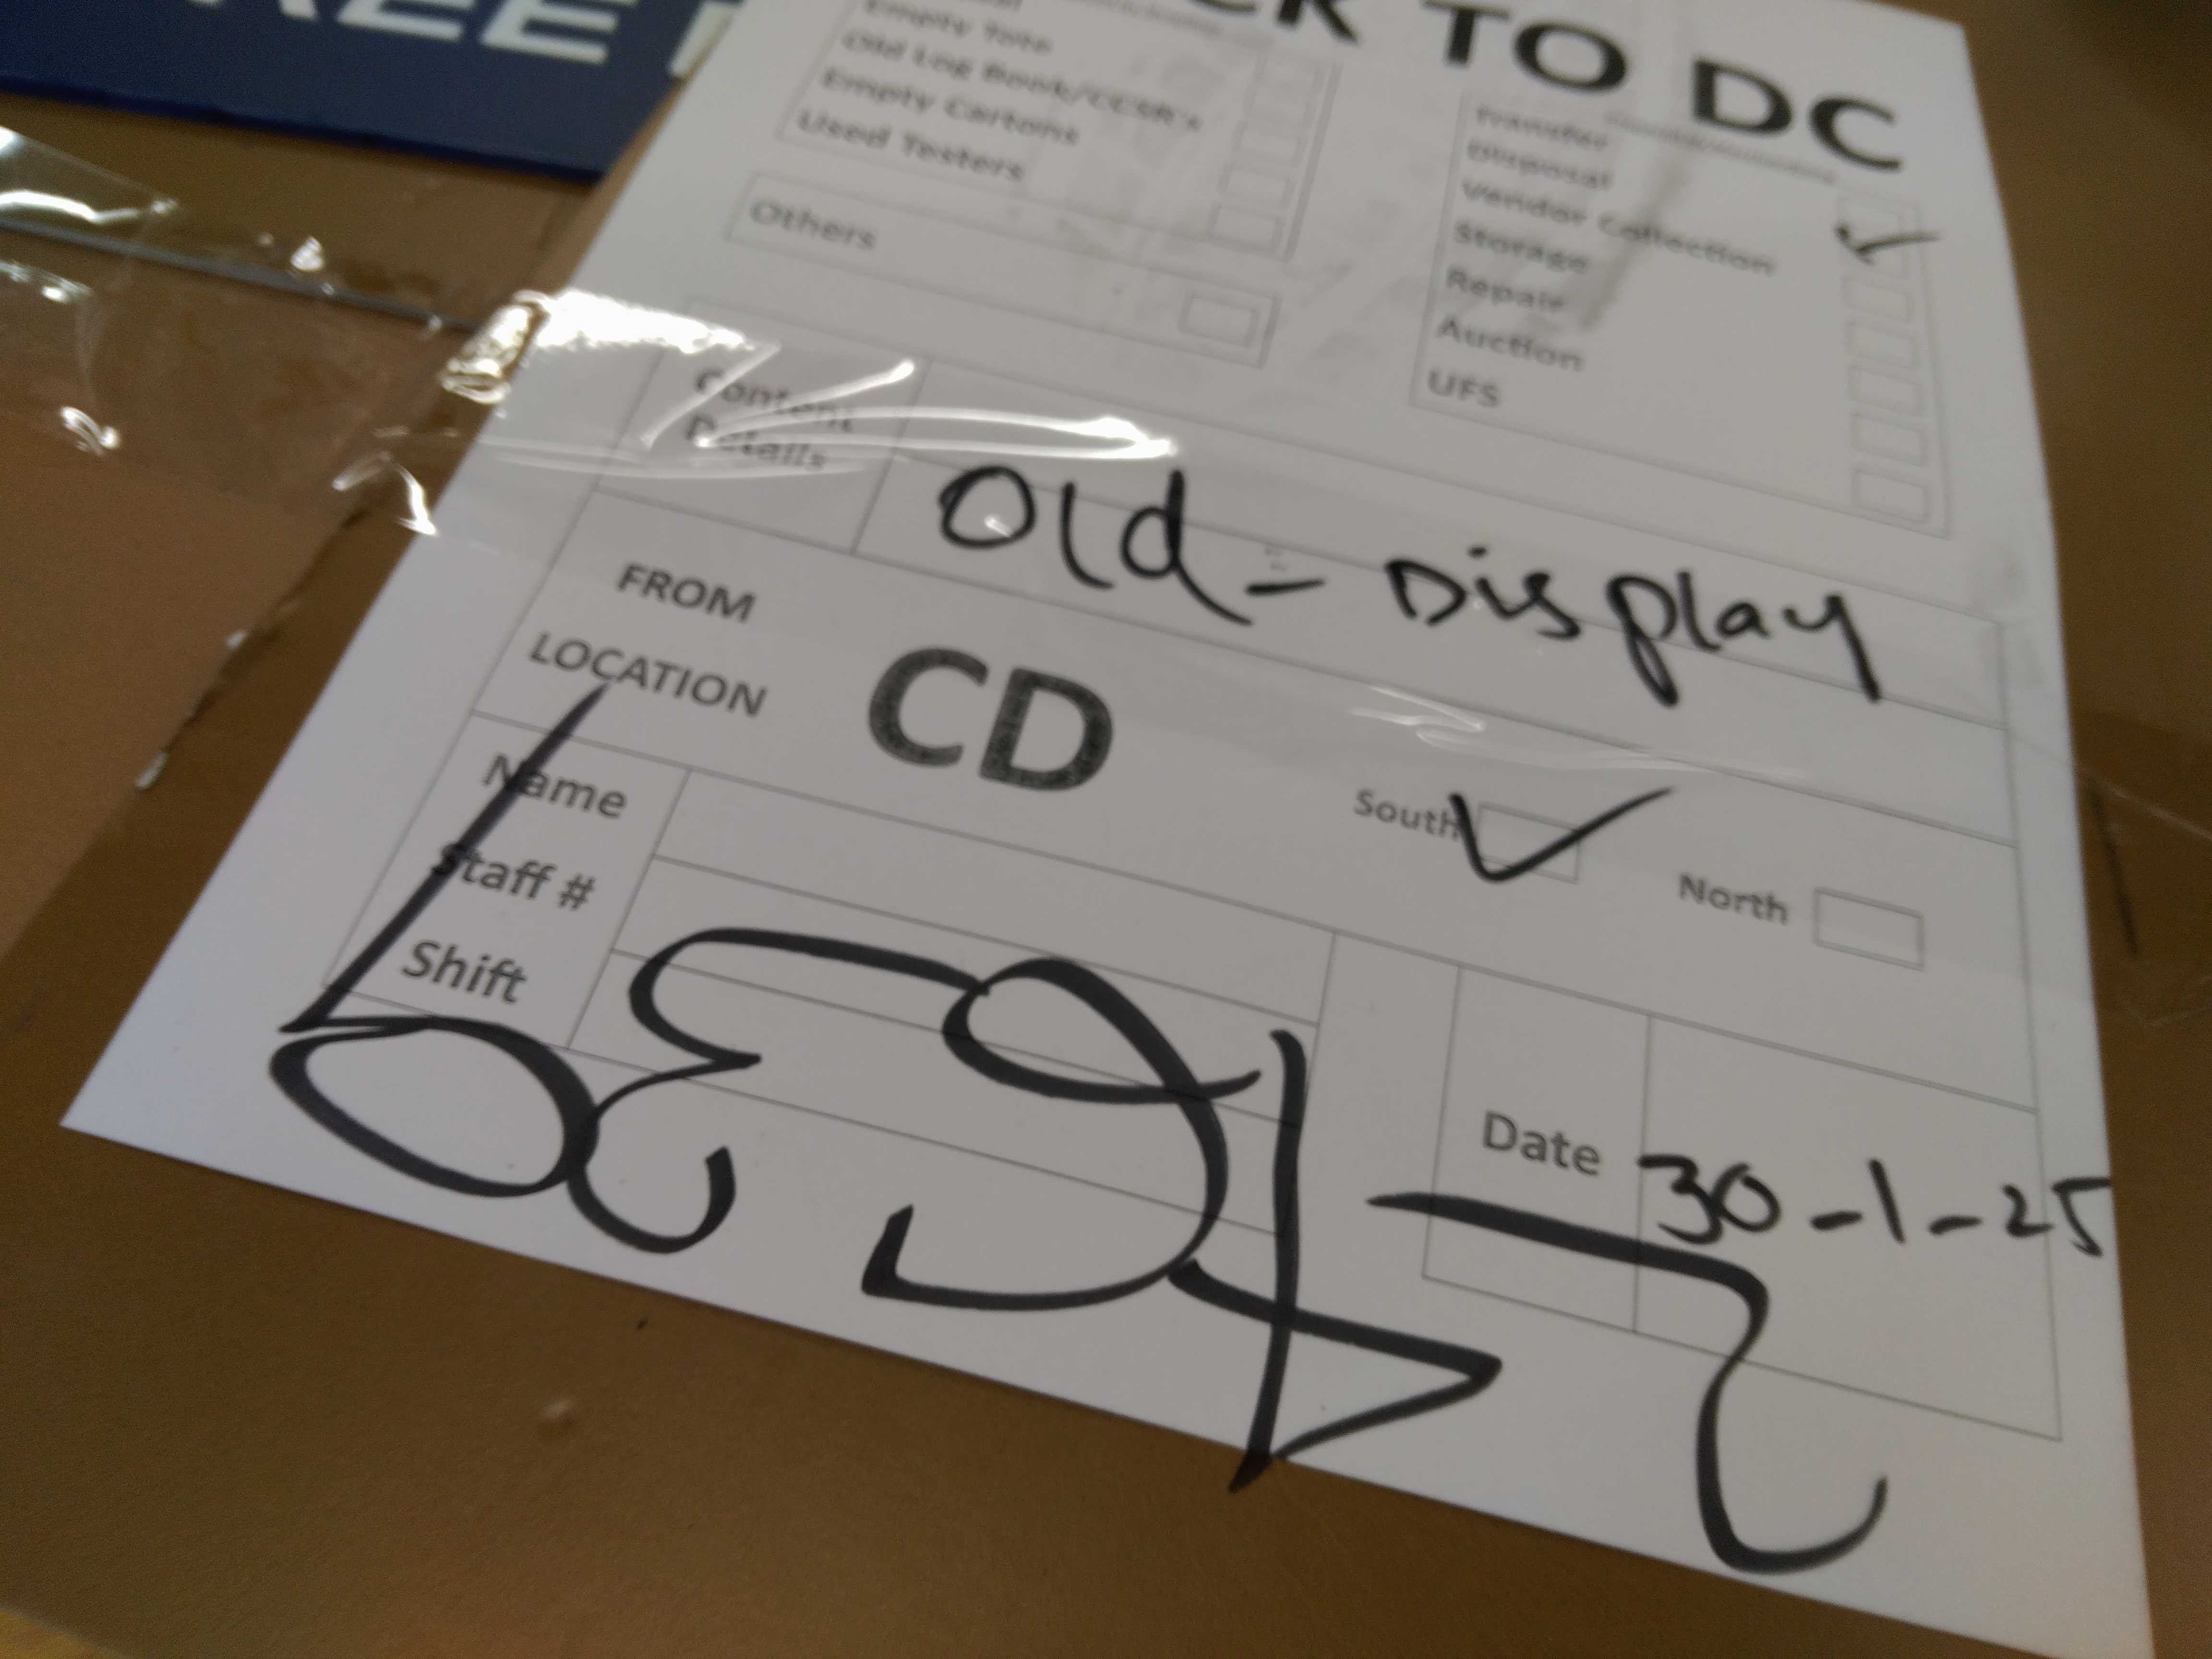 TO DC
Empty Tote
Old Log Book/CCSR's
Empty Cartons
Used Testers
Others
Transfer
Disposal
Vendor Collection
Storage
Repair
Auction
UFS
Content
Details
Old - Display
FROM
LOCATION
CD
South
North
Name
Staff #
Shift
Date
30-1-25